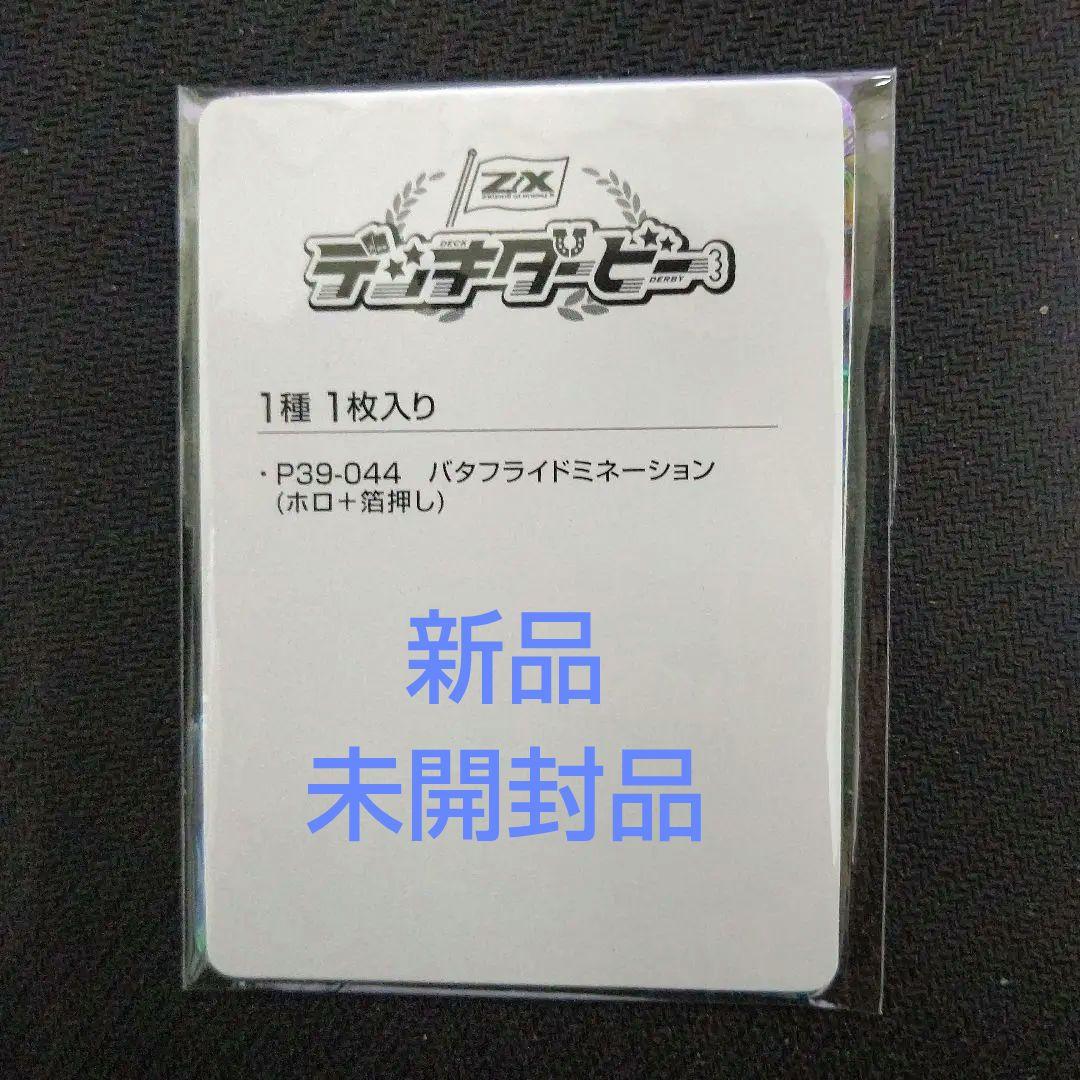 Z/X
DECK
デッキダービー
DERBY
1種 1枚入り
・P39-044 バタフライドミネーション
(ホロ＋箔押し)
新品
未開封品